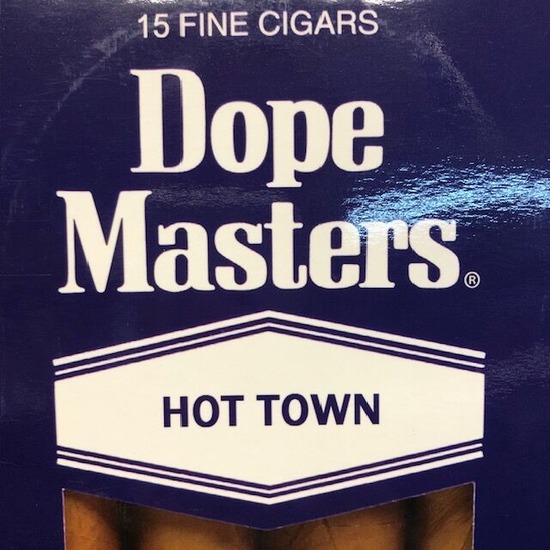 15 FINE CIGARS
Dope
Masters®
HOT TOWN